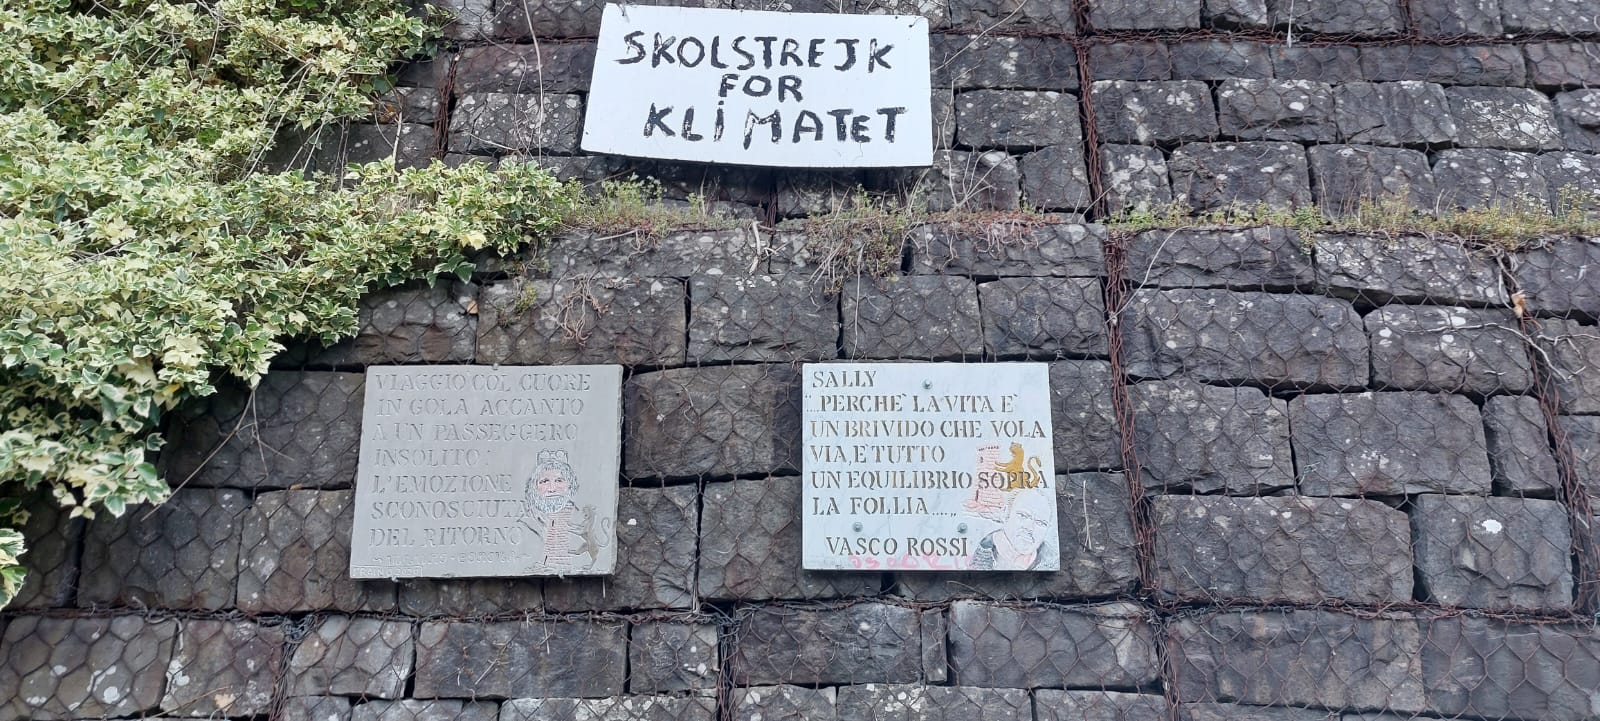 SKOLSTREJK
FOR
KLIMATET
VIAGGIO COL CUORE
IN GOLA ACCANTO
A UN PASSEGGERO
INSOLITO:
L'EMOZIONE
SCONOSCIUTA
DEL RITORNO
SALLY
"....PERCHE' LA VITA E'
UN BRIVIDO CHE VOLA
VIA, E TUTTO
UN EQUILIBRIO SOPRA
LA FOLLIA....,,
VASCO ROSSI